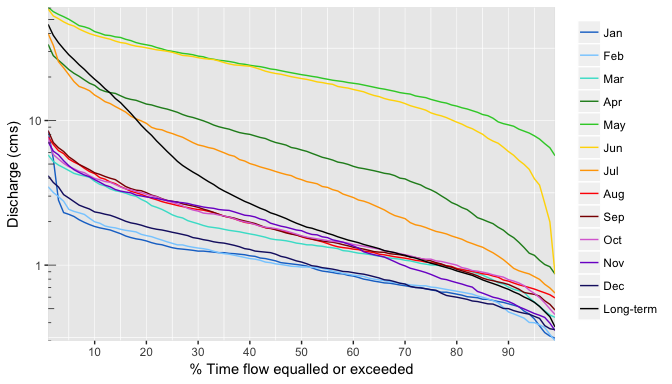 Discharge (cms)
10
1
10 20 30 40 50 60 70 80 90
% Time flow equalled or exceeded
Jan
Feb
Mar
Apr
May
Jun
Jul
Aug
Sep
Oct
Nov
Dec
Long-term